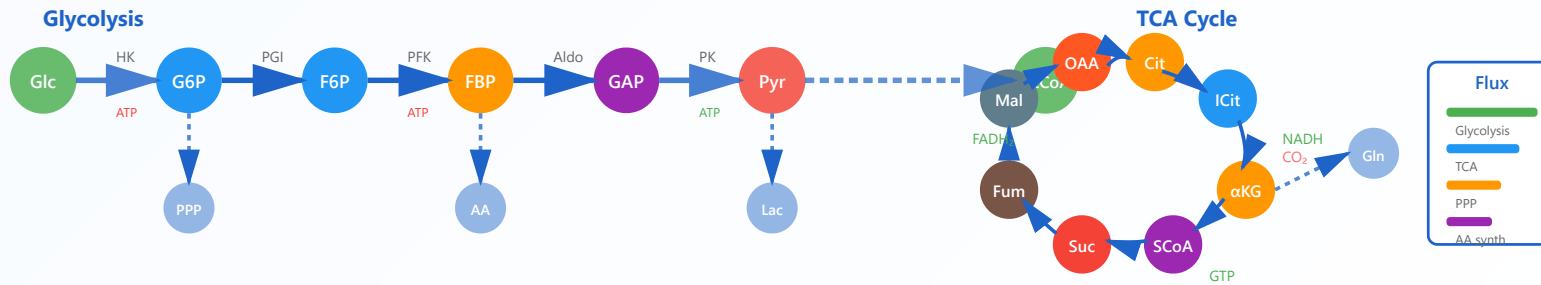 Glycolysis
TCA Cycle
HK
PGI
PFK
Aldo
PK
Glc
G6P
F6P
FBP
GAP
Pyr
ATP
ATP
ATP
PPP
AA
Lac
OAA
Cit
Mal
ICit
FADH₂
NADH
CO₂
Gln
Fum
αKG
Suc
SCoA
GTP
Flux
Glycolysis
TCA
PPP
AA synth